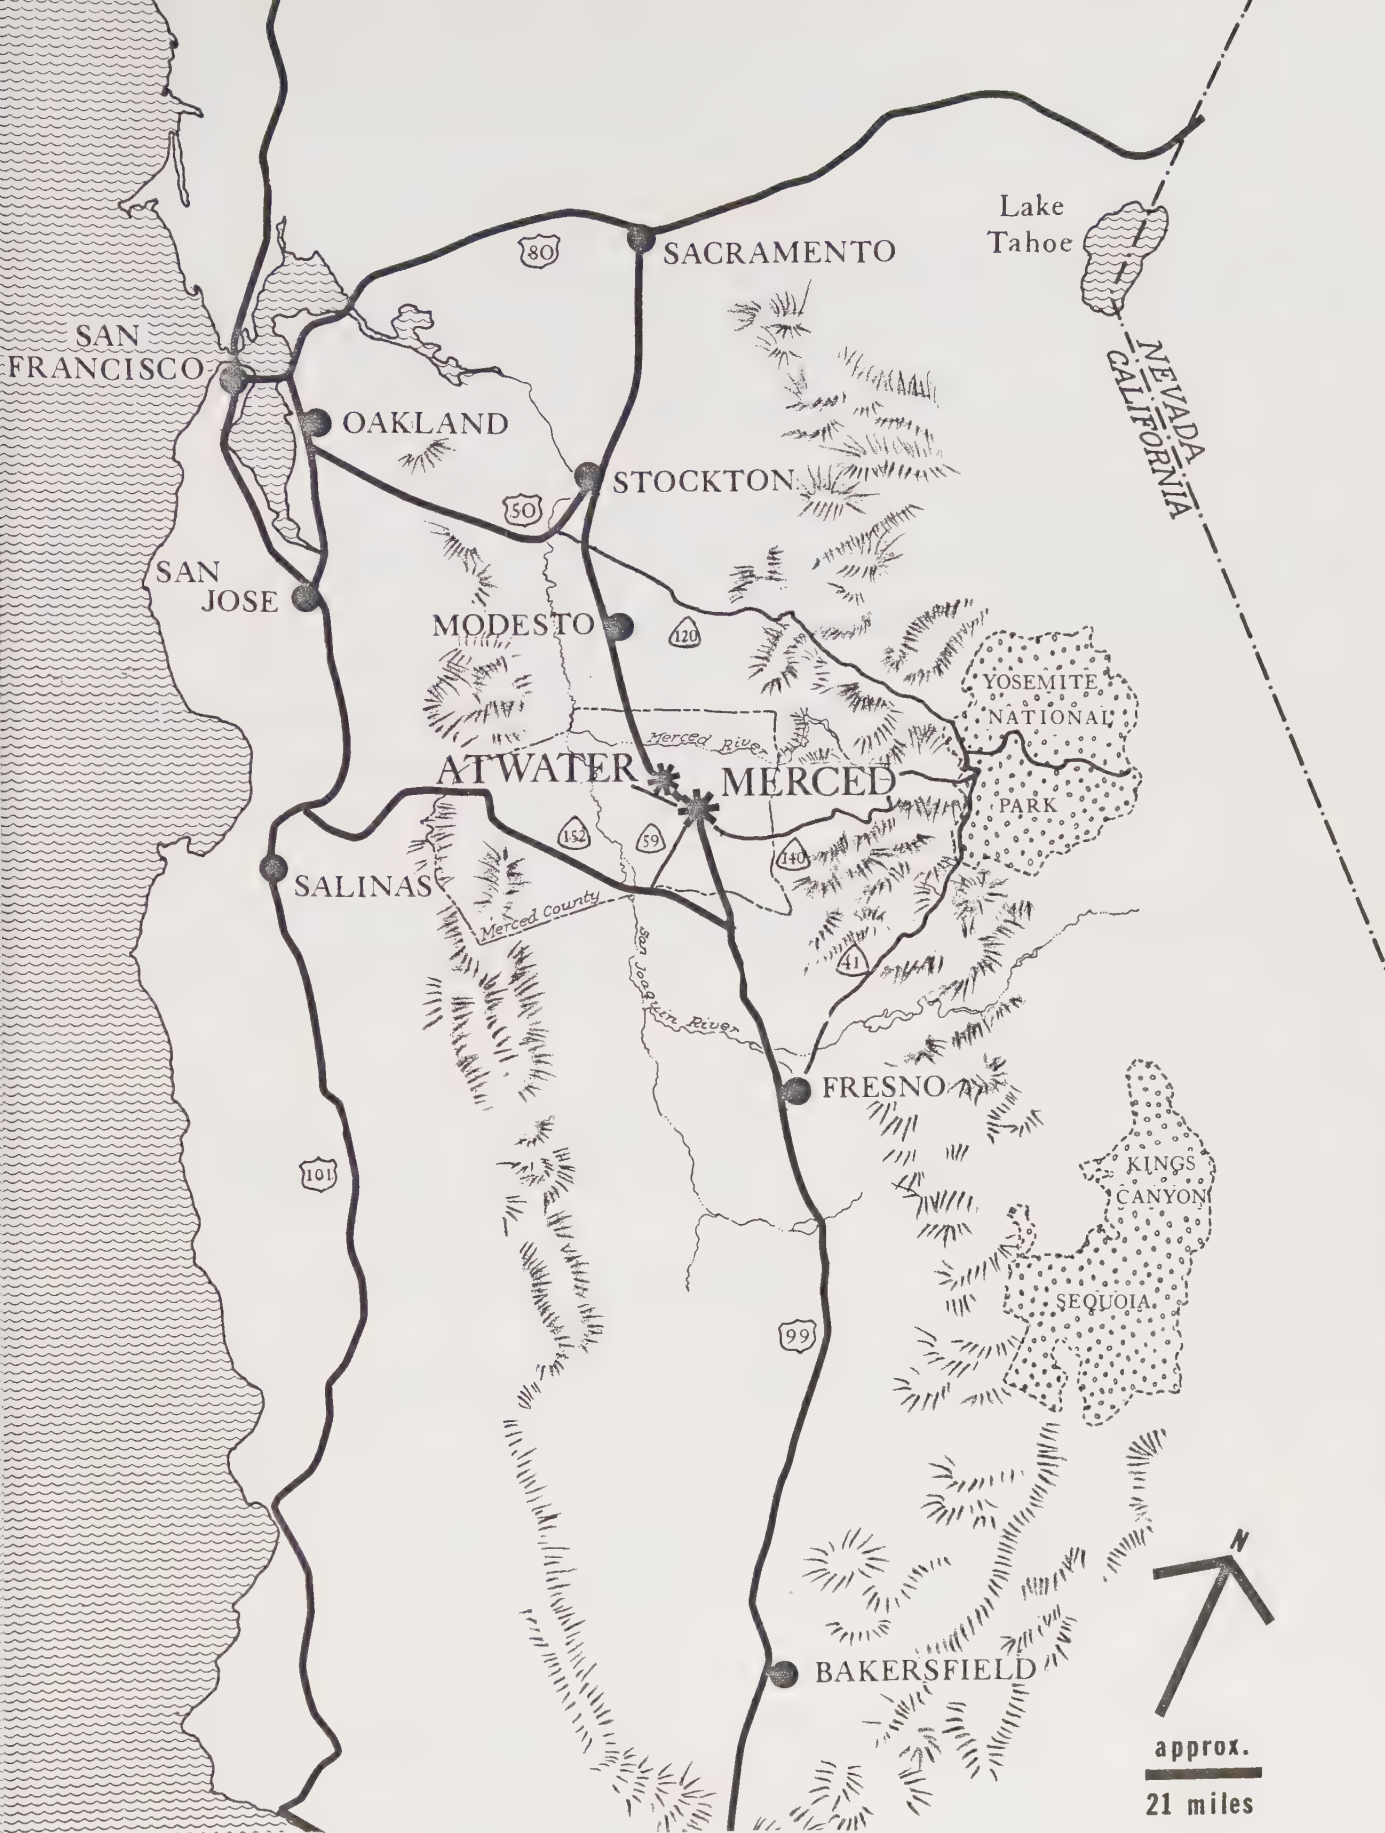 Lake
Tahoe
80
SACRAMENTO
SAN
FRANCISCO
NEVADA
CALIFORNIA
OAKLAND
STOCKTON
50
SAN
JOSE
MODESTO
120
YOSEMITE
NATIONAL
PARK
Merced River
ATWATER
MERCED
152
59
140
SALINAS
Merced County
41
San Joaquin River
FRESNO
101
KINGS
CANYON
SEQUOIA
99
N
BAKERSFIELD
approx.
21 miles